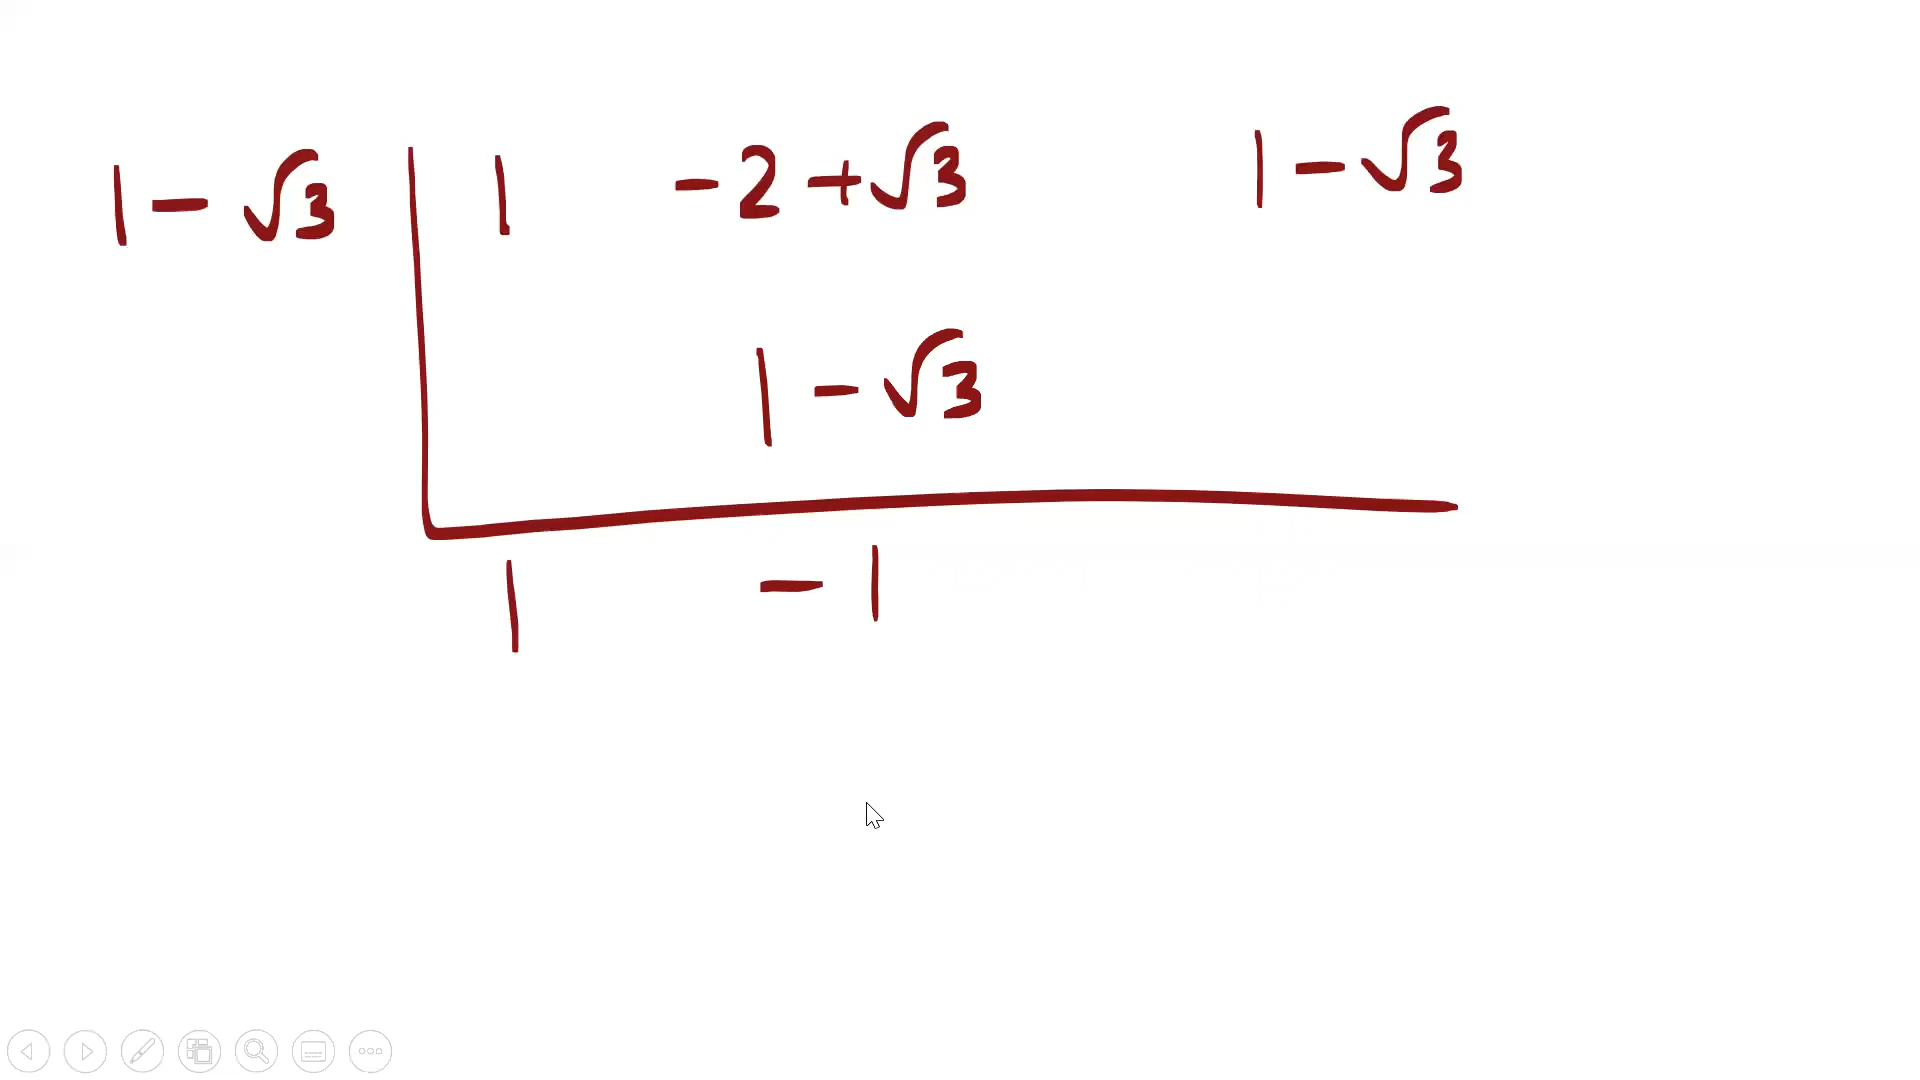 1 - √3 | 1 -2 + √3 1 - √3
1 - √3
1 -1